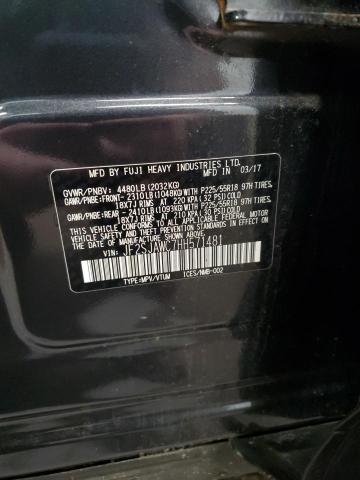 MFD BY FUJI HEAVY INDUSTRIES LTD.
MFD IN 03/17
GVWR/PNBV: 4480LB (2032KG)
GAWR/PNBE:FRONT- 2310LB(1048KG)WITH P225/55R18 97H TIRES,
18X7J RIMS AT 220 KPA (32 PSI)COLD
GAWR/PNBE:REAR - 2410LB(1093KG)WITH P225/55R18 97H TIRES,
18X7J RIMS AT 210 KPA(30 PSI)COLD
THIS VEHICLE CONFORMS TO ALL APPLICABLE
FEDERAL MOTOR VEHICLE SAFETY, BUMPER, AND THEFT
PREVENTION STANDARDS IN EFFECT ON THE DATE OF
MANUFACTURE SHOWN ABOVE.
VIN: JF2SJAWC7HH571481
TYPE:MPV/VTUM ICES/NMB-002